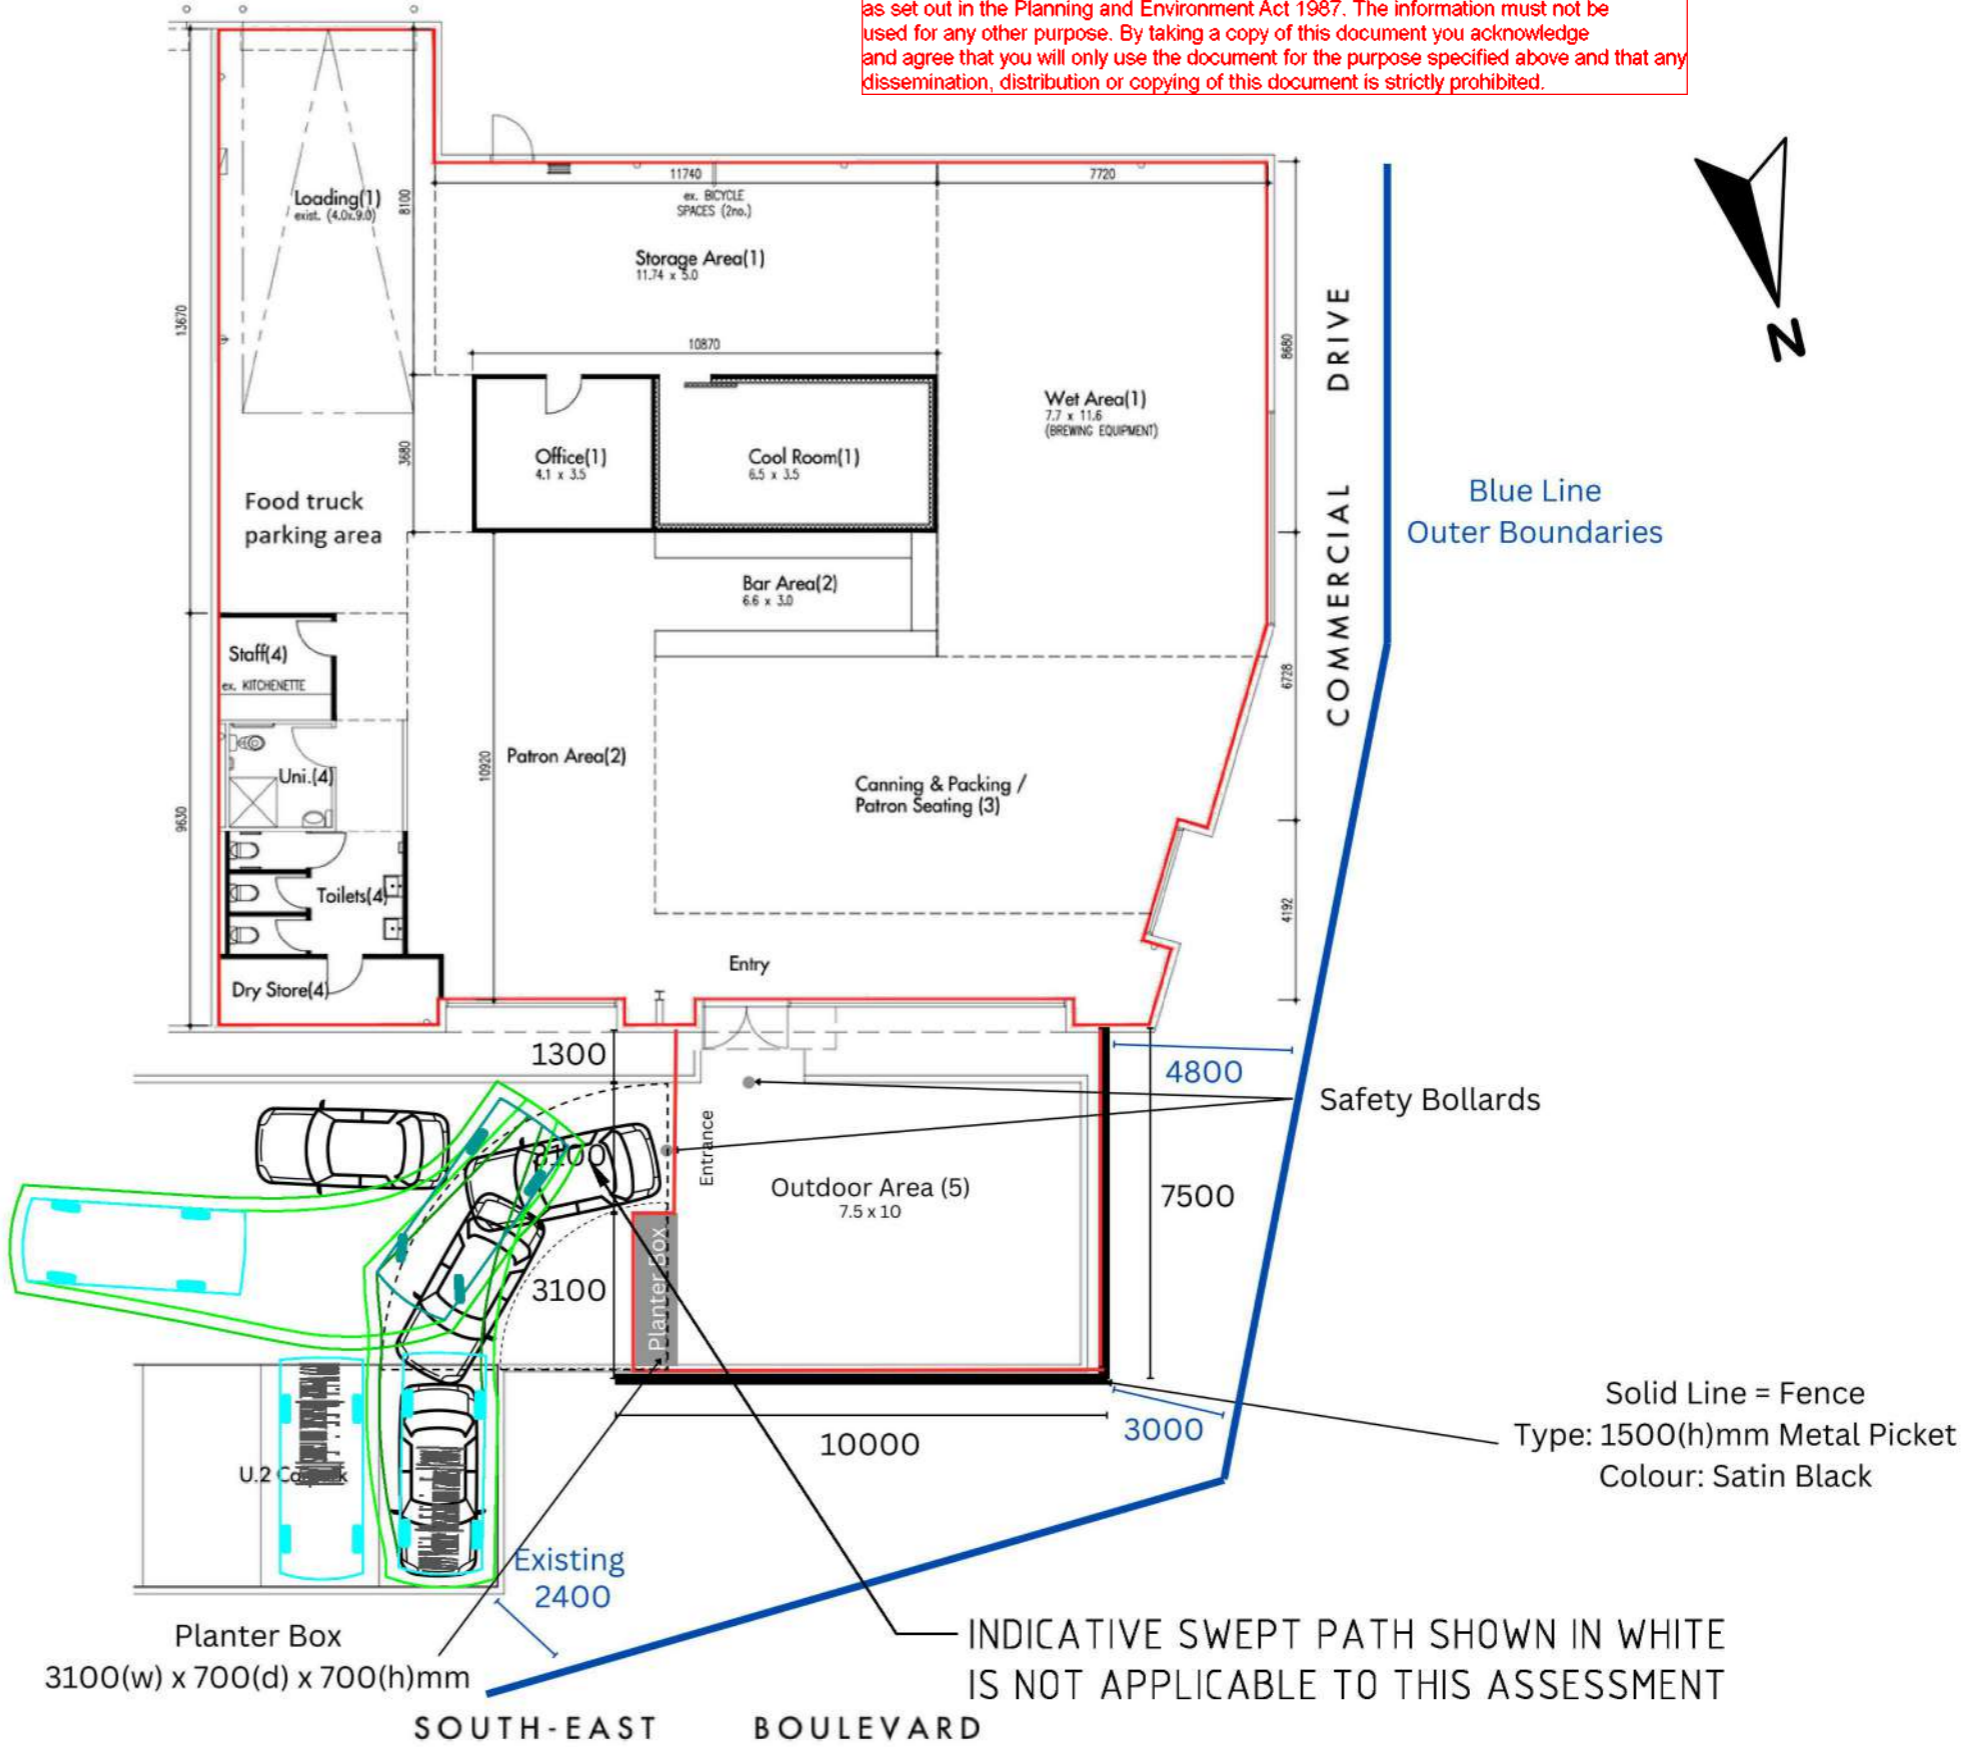 as set out in the Planning and Environment Act 1987. The information must not be
used for any other purpose. By taking a copy of this document you acknowledge
and agree that you will only use the document for the purpose specified above and that any
dissemination, distribution or copying of this document is strictly prohibited.
11740
7720
ex. BICYCLE
SPACES (2no.)
Loading(1)
exist. (4.0x9.0)
8100
Storage Area(1)
11.74 x 5.0
13670
10870
8680
COMMERCIAL DRIVE
N
Wet Area(1)
7.7 x 11.6
(BREWING EQUIPMENT)
Office(1)
4.1 x 3.5
Cool Room(1)
6.5 x 3.5
3680
Food truck
parking area
Blue Line
Outer Boundaries
Bar Area(2)
6.6 x 3.0
Staff(4)
ex. KITCHENETTE
6728
Patron Area(2)
10920
Uni.(4)
Canning & Packing /
Patron Seating (3)
9630
Toilets(4)
4192
Entry
Dry Store(4)
1300
4800
Safety Bollards
Entrance
Outdoor Area (5)
7.5 x 10
7500
3100
Planter Box
Solid Line = Fence
Type: 1500(h)mm Metal Picket
Colour: Satin Black
3000
10000
U.2
Existing
2400
Planter Box
3100(w) x 700(d) x 700(h)mm
INDICATIVE SWEPT PATH SHOWN IN WHITE
IS NOT APPLICABLE TO THIS ASSESSMENT
SOUTH-EAST BOULEVARD